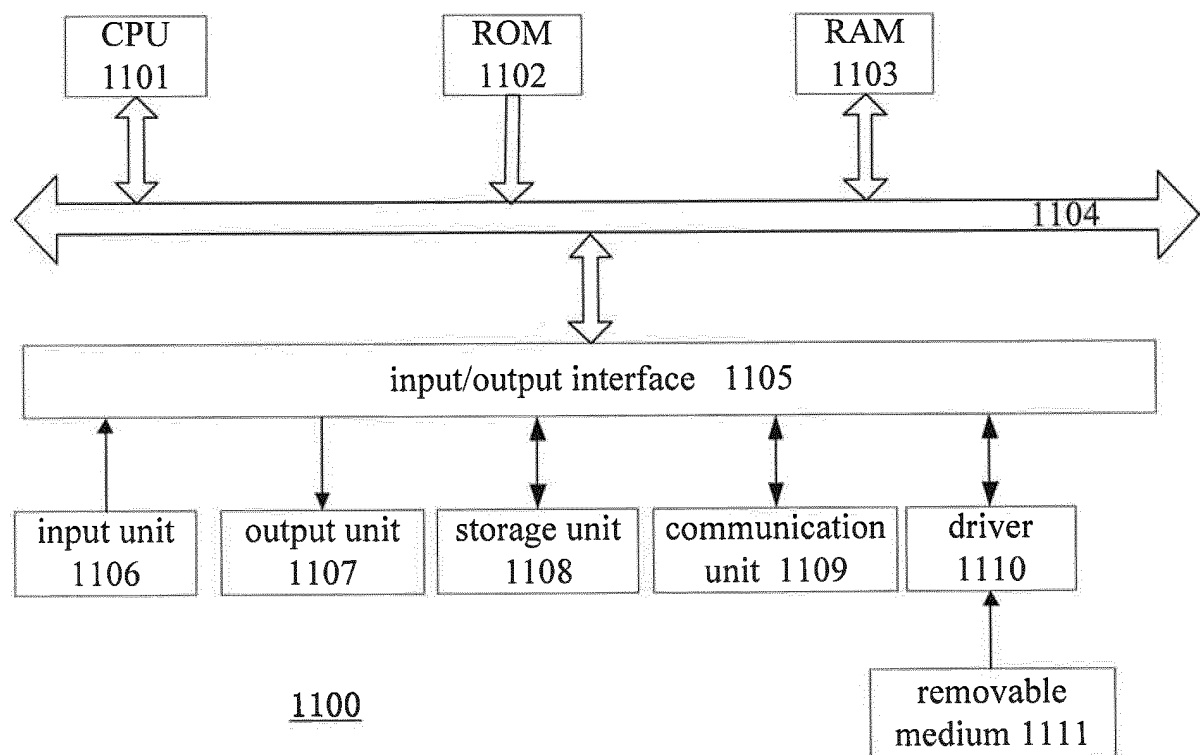 CPU
1101
ROM
1102
RAM
1103
1104
input/output interface 1105
input unit
1106
output unit
1107
storage unit
1108
communication
unit 1109
driver
1110
removable
medium 1111
1100